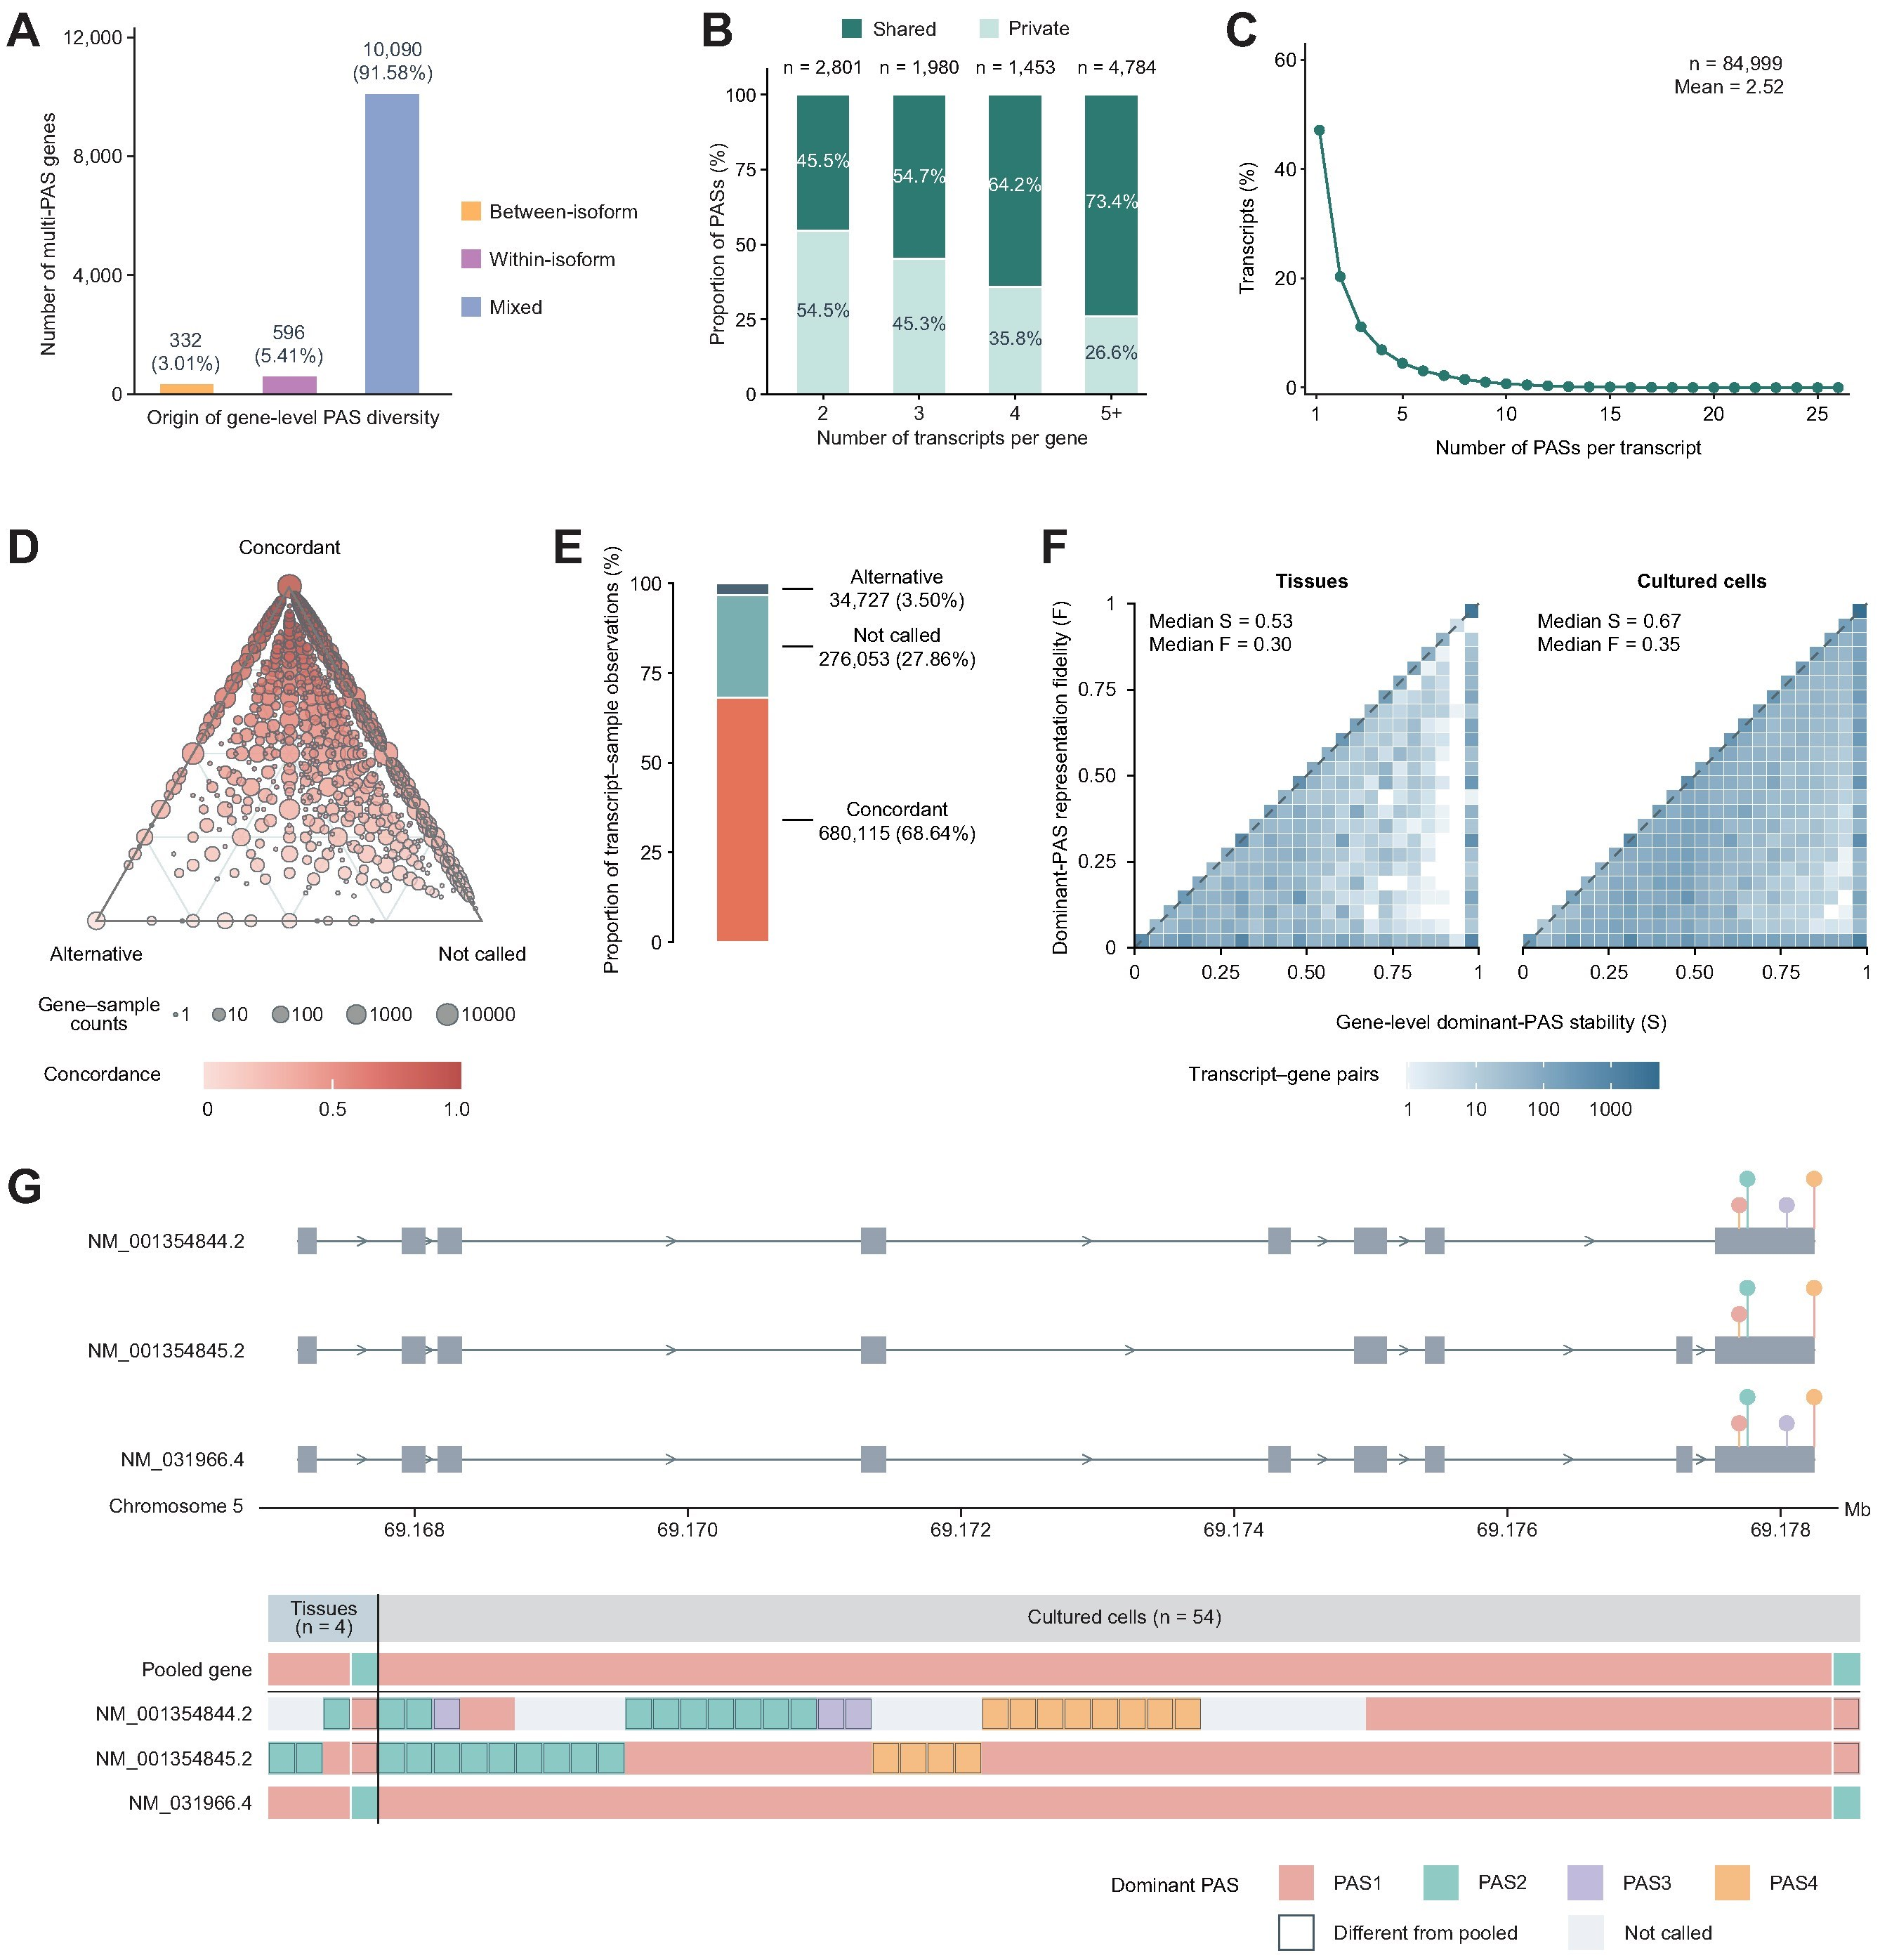 A
12,000
8,000
4,000
0
Number of multi-PAS genes
332
(3.01%)
596
(5.41%)
10,090
(91.58%)
Origin of gene-level PAS diversity
Between-isoform
Within-isoform
Mixed
B
Shared
Private
n = 2,801
n = 1,980
n = 1,453
n = 4,784
Proportion of PASs (%)
100
75
50
25
0
45.5%
54.7%
64.2%
73.4%
54.5%
45.3%
35.8%
26.6%
2
3
4
5+
Number of transcripts per gene
C
60
40
20
0
Transcripts (%)
n = 84,999
Mean = 2.52
1
5
10
15
20
25
Number of PASs per transcript
D
Concordant
Alternative
Not called
Gene–sample
counts
1
10
100
1000
10000
Concordance
0
0.5
1.0
E
Proportion of transcript–sample observations (%)
100
75
50
25
0
Alternative
34,727 (3.50%)
Not called
276,053 (27.86%)
Concordant
680,115 (68.64%)
F
Dominant-PAS representation fidelity (F)
Tissues
Median S = 0.53
Median F = 0.30
1
0.75
0.50
0.25
0
0
0.25
0.50
0.75
1
Cultured cells
Median S = 0.67
Median F = 0.35
0
0.25
0.50
0.75
1
Gene-level dominant-PAS stability (S)
Transcript–gene pairs
1
10
100
1000
G
NM_001354844.2
NM_001354845.2
NM_031966.4
Chromosome 5
Mb
69.168
69.170
69.172
69.174
69.176
69.178
Tissues
(n = 4)
Cultured cells (n = 54)
Pooled gene
NM_001354844.2
NM_001354845.2
NM_031966.4
Dominant PAS
PAS1
PAS2
PAS3
PAS4
Different from pooled
Not called